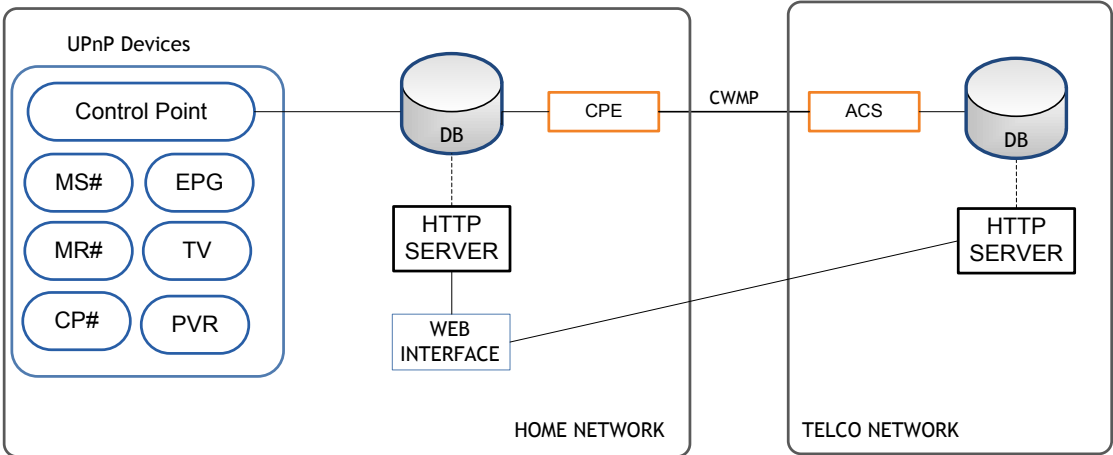 UPnP Devices
Control Point
MS#
EPG
MR#
TV
CP#
PVR
DB
CPE
CWMP
ACS
DB
HTTP
SERVER
HTTP
SERVER
WEB
INTERFACE
HOME NETWORK
TELCO NETWORK